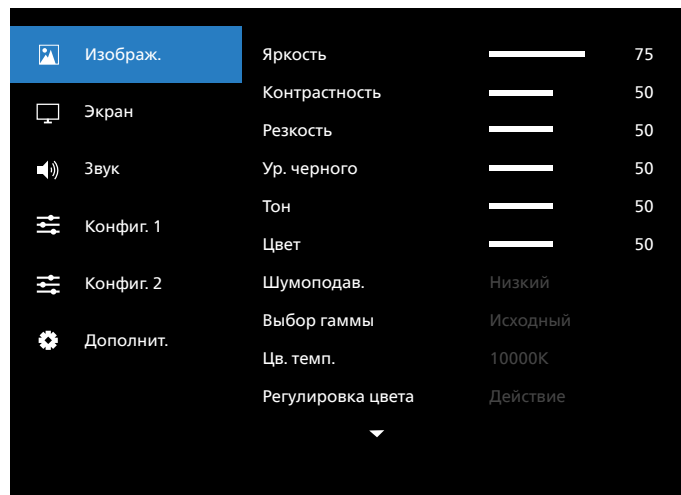 Изображ.
Экран
Звук
Конфиг. 1
Конфиг. 2
Дополнит.
Яркость 75
Контрастность 50
Резкость 50
Ур. черного 50
Тон 50
Цвет 50
Шумоподав. Низкий
Выбор гаммы Исходный
Цв. темп. 10000K
Регулировка цвета Действие